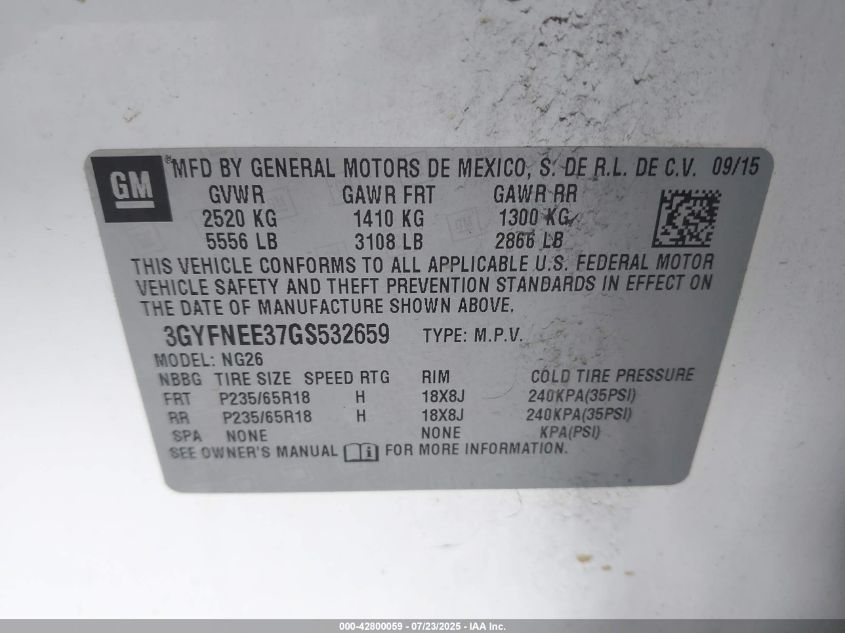 GM
® MFD BY GENERAL MOTORS DE MEXICO, S. DE R.L. DE C.V. 09/15
GVWR GAWR FRT GAWR RR
2520 KG 1410 KG 1300 KG
5556 LB 3108 LB 2866 LB
THIS VEHICLE CONFORMS TO ALL APPLICABLE U.S. FEDERAL MOTOR
VEHICLE SAFETY AND THEFT PREVENTION STANDARDS IN EFFECT ON
THE DATE OF MANUFACTURE SHOWN ABOVE.
3GYFNEE37GS532659 TYPE: M.P.V.
MODEL: NG26
NBBG TIRE SIZE SPEED RTG RIM COLD TIRE PRESSURE
FRT P235/65R18 H 18X8J 240KPA(35PSI)
RR P235/65R18 H 18X8J 240KPA(35PSI)
SPA NONE NONE KPA(PSI)
SEE OWNER'S MANUAL i FOR MORE INFORMATION.
000-42800059 - 07/23/2025 - IAA Inc.